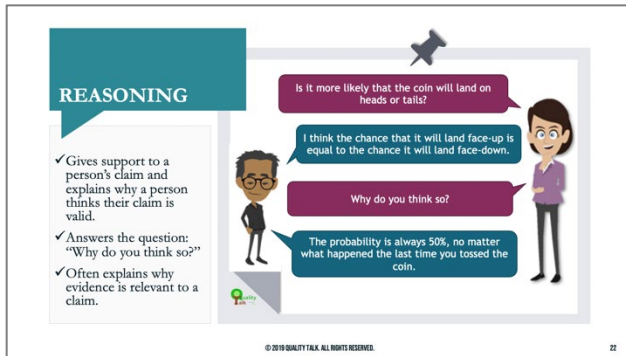 REASONING
✓Gives support to a
person's claim and
explains why a person
thinks their claim is
valid.
✓Answers the question:
"Why do you think so?"
✓Often explains why
evidence is relevant to a
claim.
Is it more likely that the coin will land on
heads or tails?
I think the chance that it will land face-up is
equal to the chance it will land face-down.
Why do you think so?
The probability is always 50%, no matter
what happened the last time you tossed the
coin.
Quality
Talk
© 2019 QUALITY TALK. ALL RIGHTS RESERVED.
22